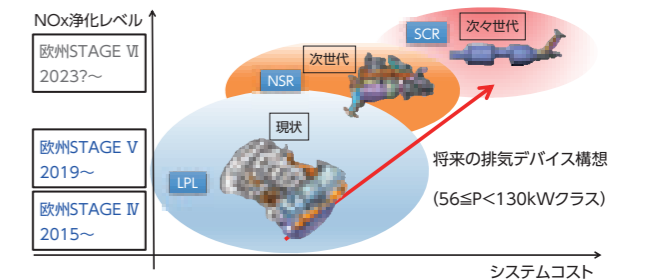 NOx浄化レベル
欧州STAGE Ⅵ
2023?～
欧州STAGE Ⅴ
2019～
欧州STAGE Ⅳ
2015～
SCR
次々世代
次世代
NSR
現状
LPL
将来の排気デバイス構想
(56≦P<130kWクラス)
システムコスト